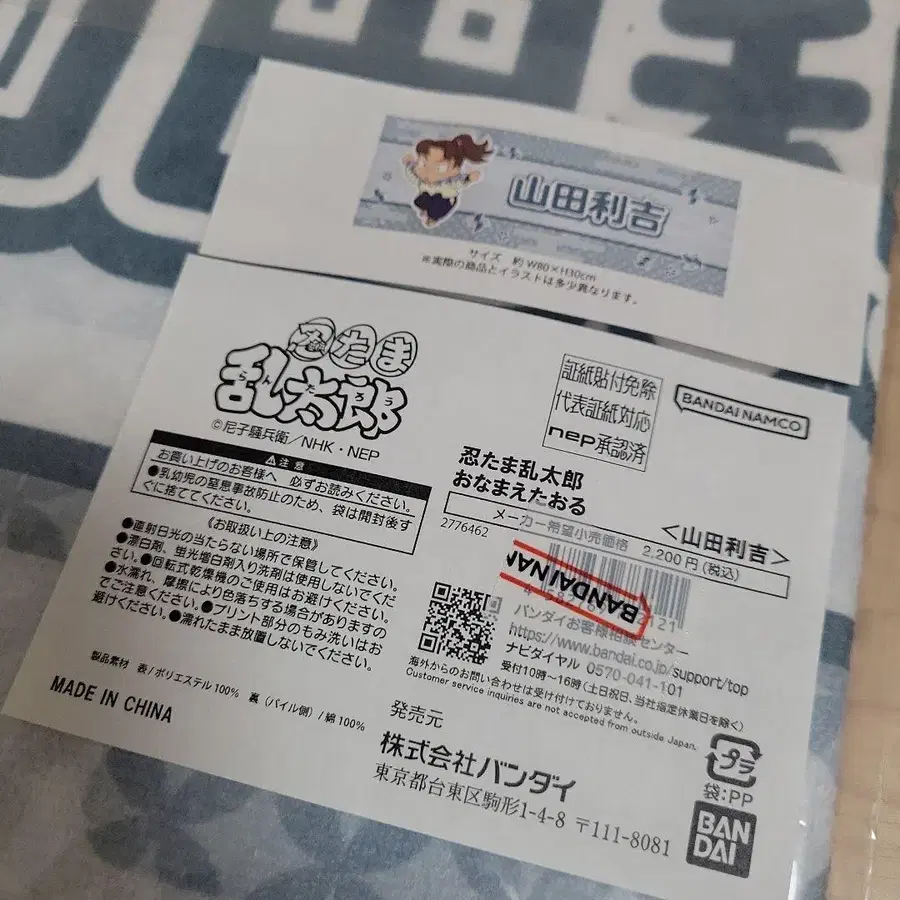 山田利吉
サイズ 約W80×H30cm
※実際の商品とイラストは多少異なります。
忍たま
乱太郎
らんたろう
©尼子騒兵衛／NHK・NEP
⚠注意
お買い上げのお客様へ 必ずお読みください。
●乳幼児の窒息事故防止のため、袋は開封後す
ぐに捨ててください。
《お取扱い上の注意》
●直射日光の当たらない場所で保管してください。
●漂白剤、蛍光増白剤入り洗剤は使用しないでくだ
さい。●回転式乾燥機のご使用はお避けください。
●水濡れ、摩擦により色落ちする場合がありますの
でご注意ください。●プリント部分のもみ洗いはお
避けください。●濡れたまま放置しないでください。
製品素材 表／ポリエステル100% 裏（パイル側）／綿100%
MADE IN CHINA
証紙貼付免除
代表証紙対応
nep承認済
BANDAI NAMCO
忍たま乱太郎
おなまえたおる
＜山田利吉＞
メーカー希望小売価格 2,200円（税込）
2776462
BANDAI NAM
BANDAI
バンダイお客様相談センター
https://www.bandai.co.jp/support/top
ナビダイヤル 0570-041-101
受付10時～16時（土日祝日、当社指定休業日を除く）
海外からのお問い合わせは受け付けておりません。
Customer service inquiries are not accepted from outside Japan.
発売元
株式会社バンダイ
東京都台東区駒形1-4-8 〒111-8081
プラ
袋:PP
BAN
DAI